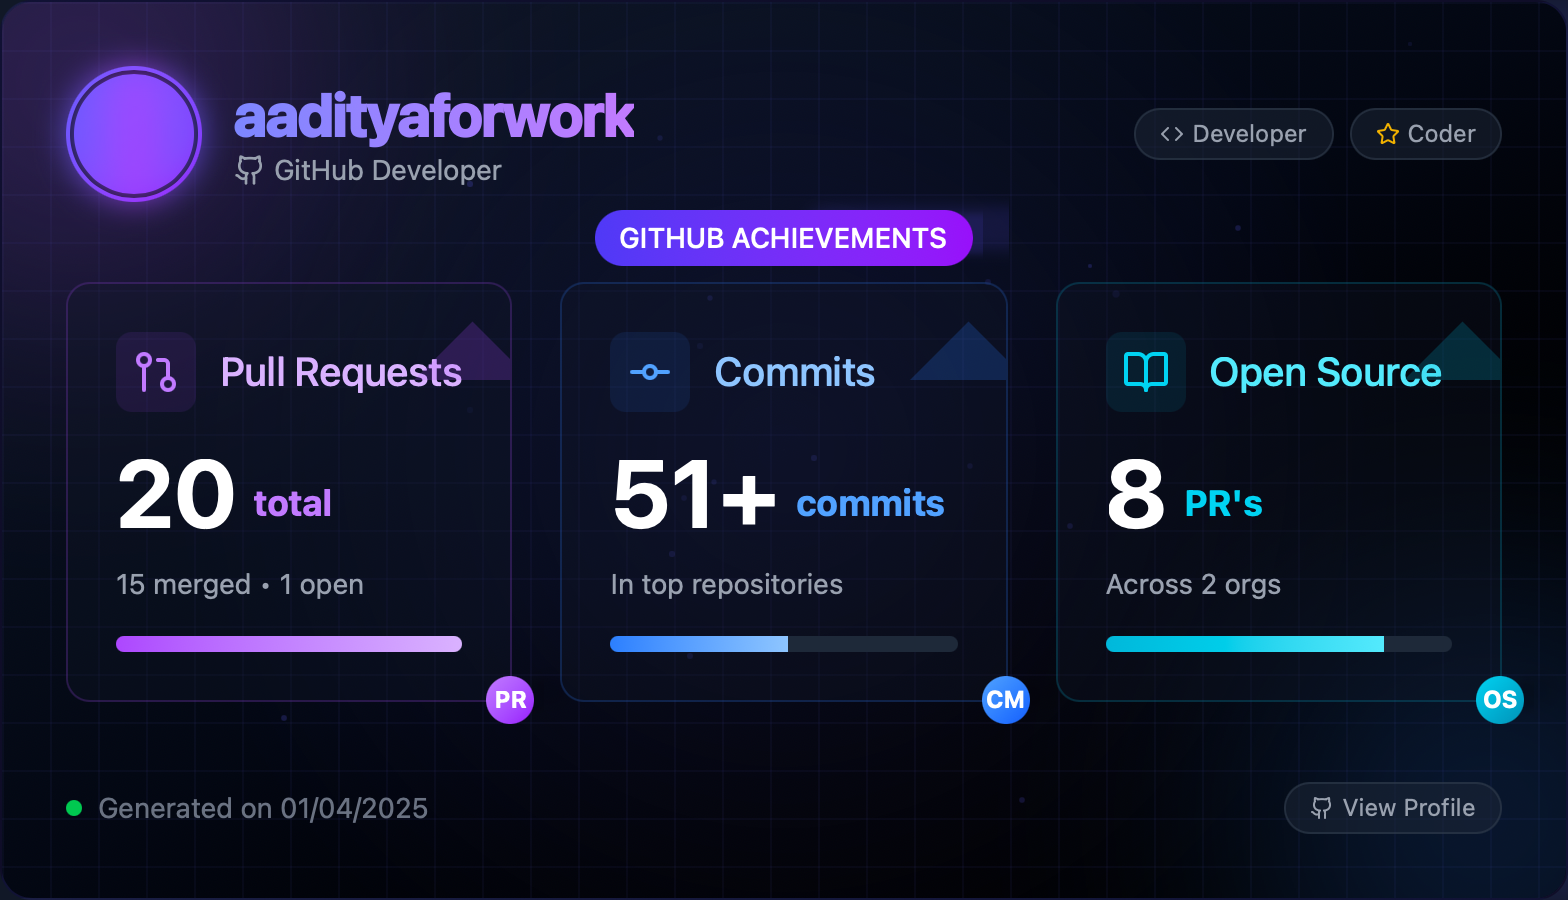 aadityaforwork
GitHub Developer
Developer
Coder
GITHUB ACHIEVEMENTS
Pull Requests
20 total
15 merged • 1 open
PR
Commits
51+ commits
In top repositories
CM
Open Source
8 PR's
Across 2 orgs
OS
Generated on 01/04/2025
View Profile